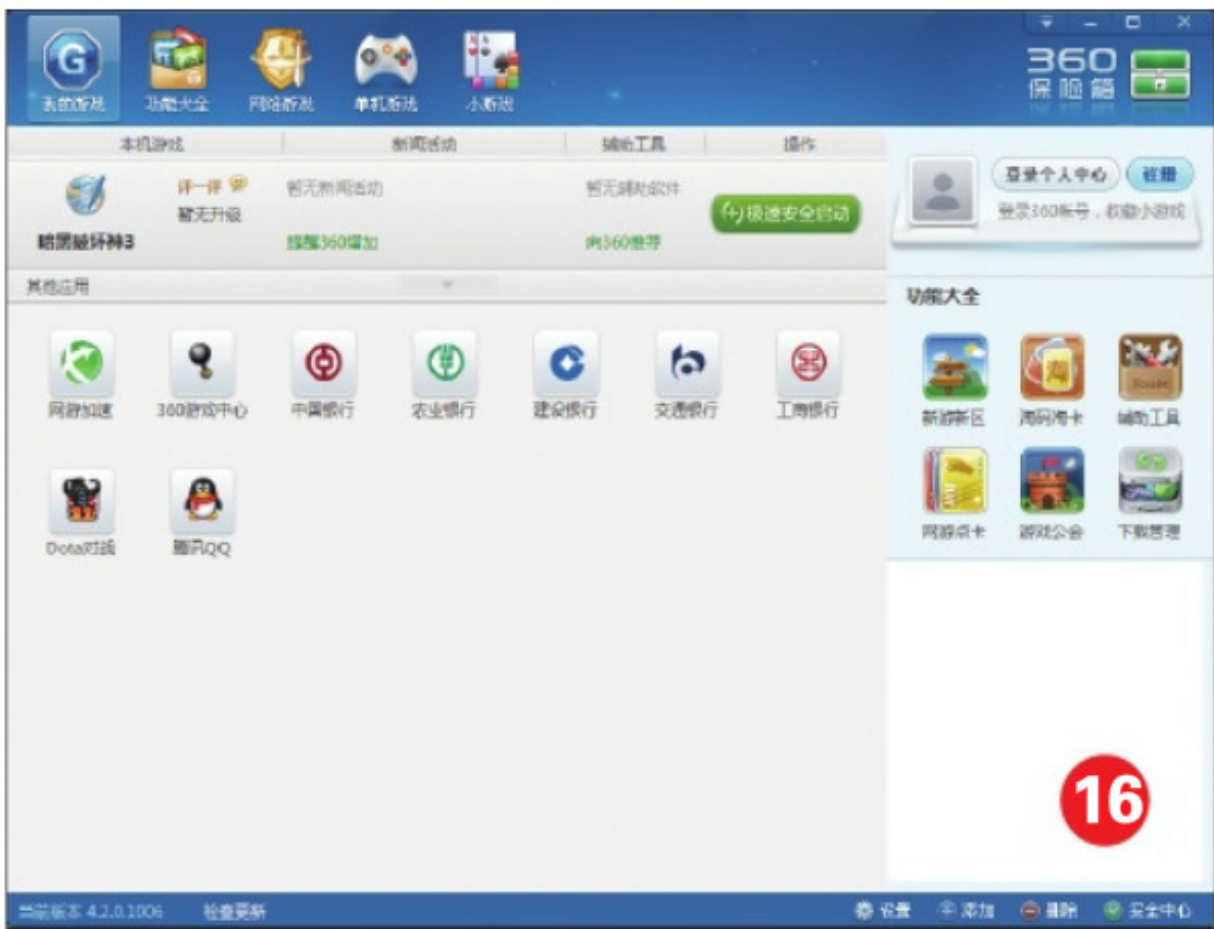 我的游戏 功能大全 网络游戏 单机游戏 小游戏
360
保险箱
本机游戏 新闻活动 辅助工具 操作
评一评 暂无新闻活动 暂无辅助软件
暂无升级
极速安全启动
暗黑破坏神3 提醒360增加 向360推荐
登录个人中心 注册
登录360帐号，收藏小游戏
其他应用
网游加速 360游戏中心 中国银行 农业银行 建设银行 交通银行 工商银行
Dota对战 腾讯QQ
功能大全
新游新区 淘码淘卡 辅助工具
网游点卡 游戏公会 下载管理
16
当前版本 4.2.0.1006 检查更新 设置 添加 删除 安全中心